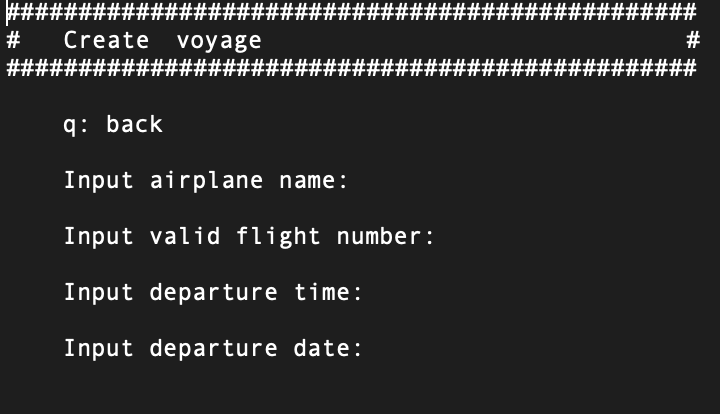 ################################################
#   Create  voyage                             #
################################################
q: back
Input airplane name:
Input valid flight number:
Input departure time:
Input departure date: